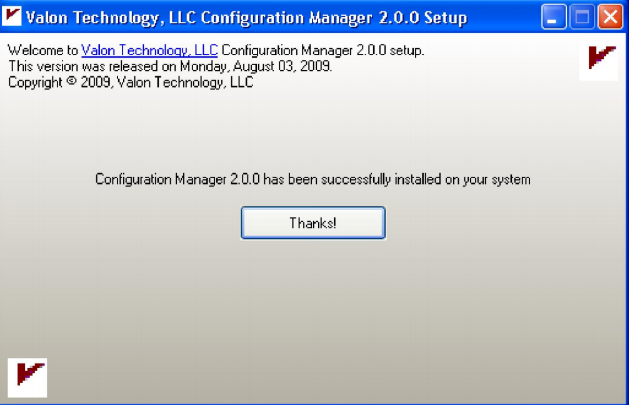 Valon Technology, LLC Configuration Manager 2.0.0 Setup
Welcome to Valon Technology, LLC Configuration Manager 2.0.0 setup.
This version was released on Monday, August 03, 2009.
Copyright © 2009, Valon Technology, LLC
Configuration Manager 2.0.0 has been successfully installed on your system
Thanks!